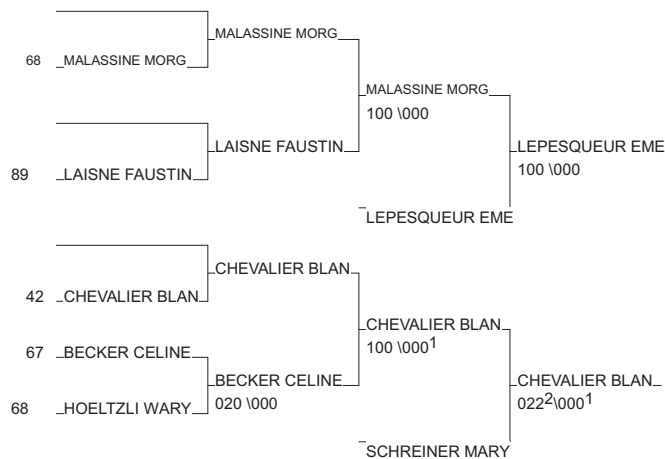 MALASSINE MORG
68 MALASSINE MORG
MALASSINE MORG
100 \000
LAISNE FAUSTIN
LEPESQUEUR EME
100 \000
89 LAISNE FAUSTIN
LEPESQUEUR EME
CHEVALIER BLAN
42 CHEVALIER BLAN
CHEVALIER BLAN
100 \000¹
67 BECKER CELINE
BECKER CELINE
020 \000
CHEVALIER BLAN
022²\000¹
68 HOELTZLI WARY
SCHREINER MARY